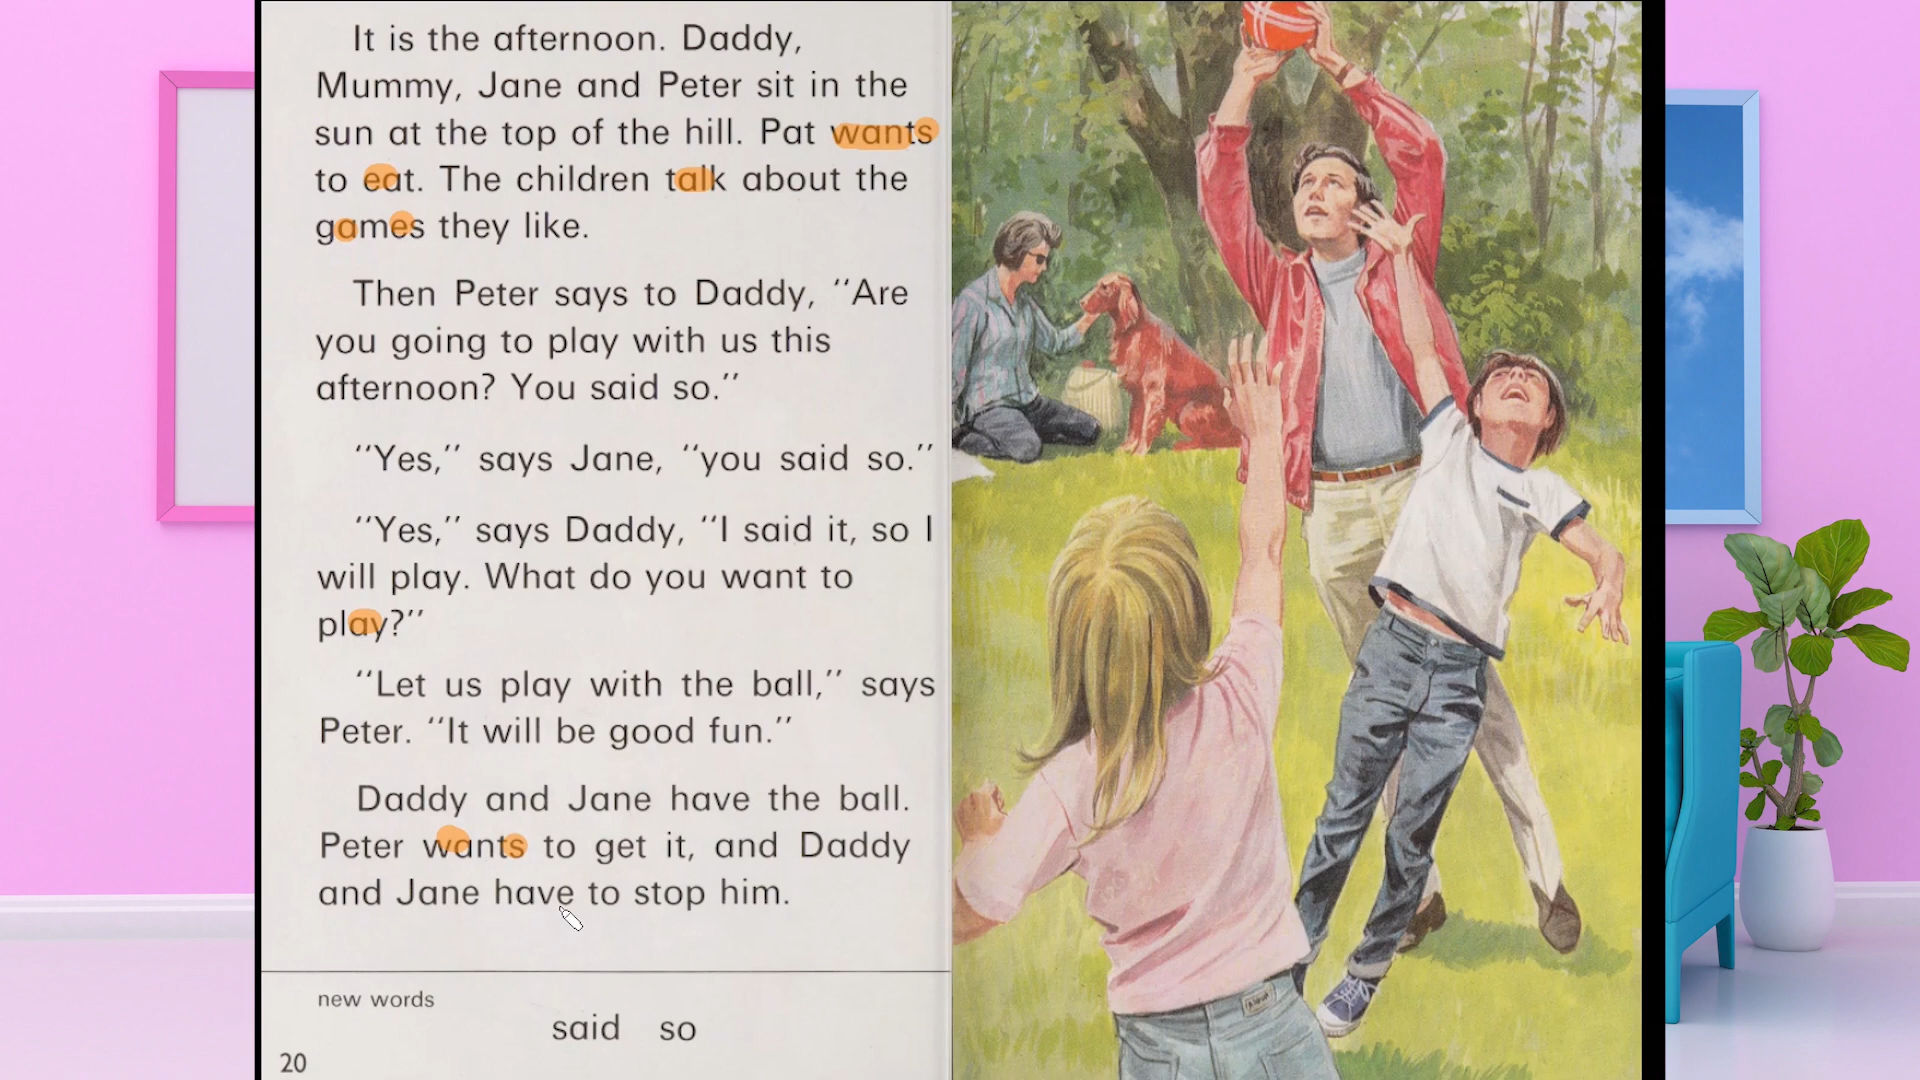 It is the afternoon. Daddy,
Mummy, Jane and Peter sit in the
sun at the top of the hill. Pat wants
to eat. The children talk about the
games they like.
Then Peter says to Daddy, "Are
you going to play with us this
afternoon? You said so."
"Yes," says Jane, "you said so."
"Yes," says Daddy, "I said it, so I
will play. What do you want to
play?"
"Let us play with the ball," says
Peter. "It will be good fun."
Daddy and Jane have the ball.
Peter wants to get it, and Daddy
and Jane have to stop him.
new words
said so
20